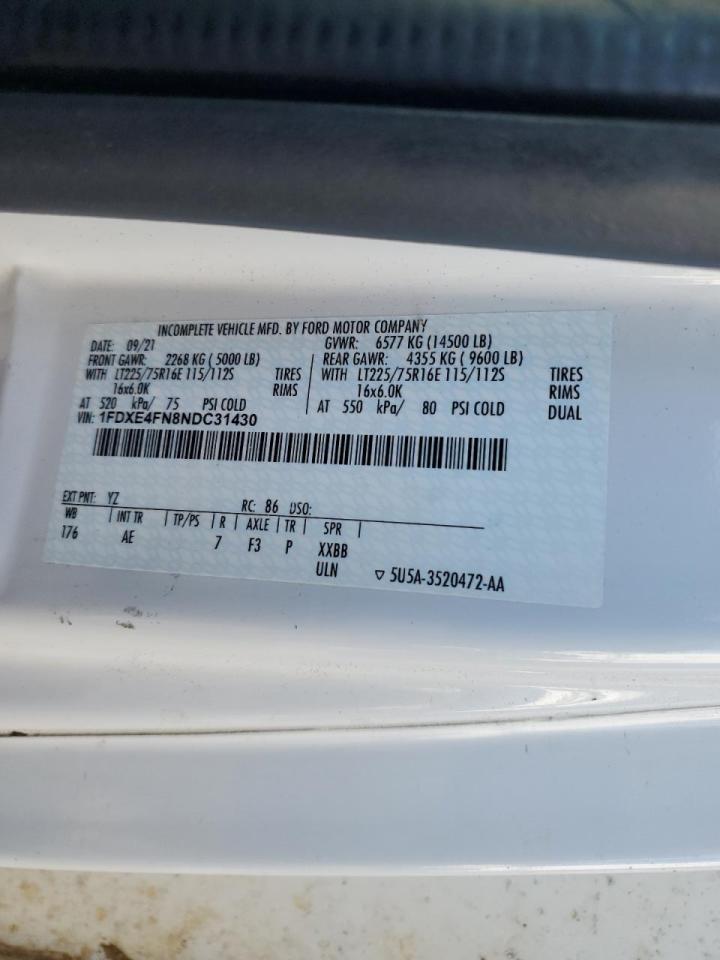 INCOMPLETE VEHICLE MFD. BY FORD MOTOR COMPANY
DATE: 09/21 GVWR: 6577 KG (14500 LB)
FRONT GAWR: 2268 KG ( 5000 LB) REAR GAWR: 4355 KG ( 9600 LB)
WITH LT225/75R16E 115/112S TIRES WITH LT225/75R16E 115/112S TIRES
16x6.0K RIMS 16x6.0K RIMS
AT 520 kPa/ 75 PSI COLD AT 550 kPa/ 80 PSI COLD DUAL
VIN: 1FDXE4FN8NDC31430
EXT PNT: YZ RC: 86 DSO:
WB | INT TR | TP/PS | R | AXLE | TR | SPR |
176 AE 7 F3 P XXBB
ULN ▽ 5U5A-3520472-AA